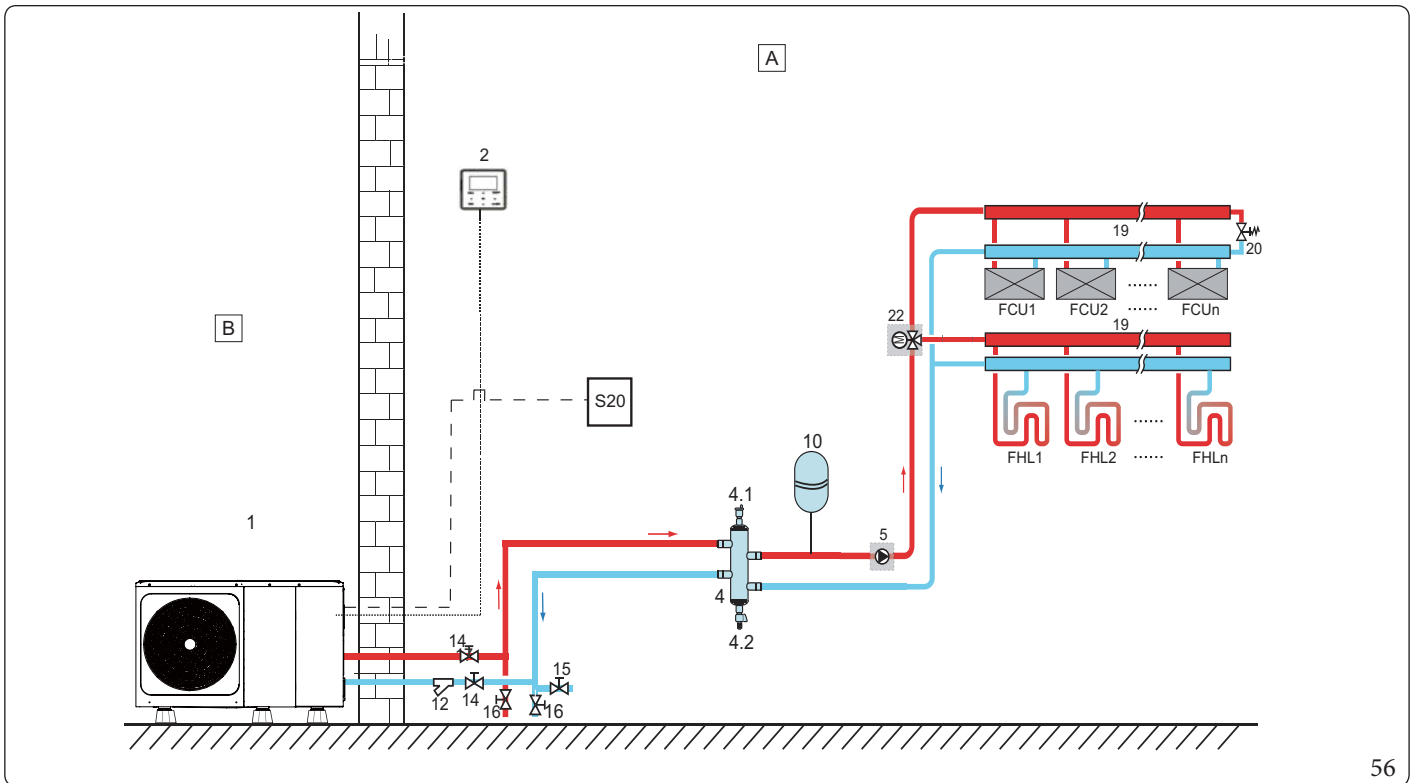 A
2
19
20
FCU1 FCU2 ...... FCUn
......
22
19
B
M
S20
FHL1 FHL2 ...... FHLn
......
10
4.1
1
5
4
4.2
14
15
12 14 16 16
56